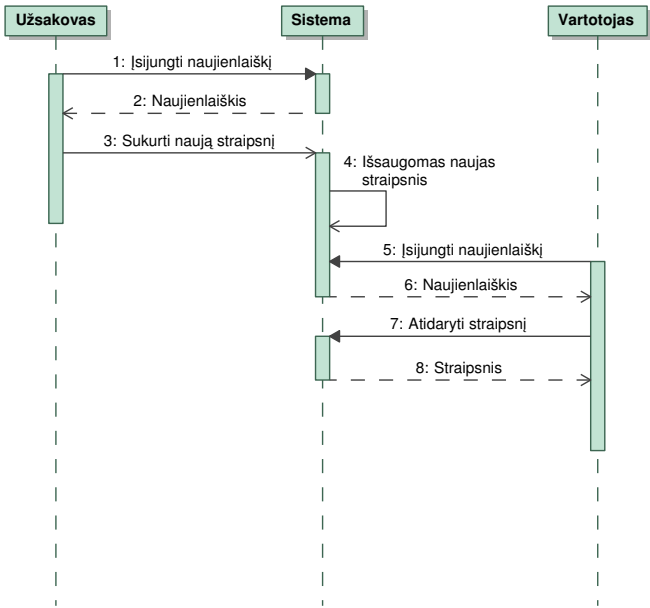 Užsakovas
Sistema
Vartotojas
1: Įsijungti naujienlaiškį
2: Naujienlaiškis
3: Sukurti naują straipsnį
4: Išsaugomas naujas
straipsnis
5: Įsijungti naujienlaiškį
6: Naujienlaiškis
7: Atidaryti straipsnį
8: Straipsnis